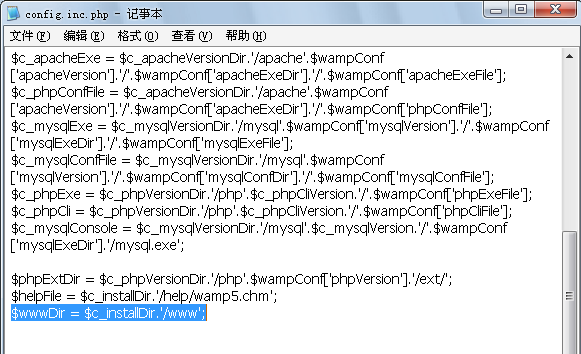 config.inc.php - 记事本
文件(F) 编辑(E) 格式(O) 查看(V) 帮助(H)
$c_apacheExe = $c_apacheVersionDir.'/apache'.$wampConf
['apacheVersion'].'/'.$wampConf['apacheExeDir'].'/'.$wampConf['apacheExeFile'];
$c_phpConfFile = $c_apacheVersionDir.'/apache'.$wampConf
['apacheVersion'].'/'.$wampConf['apacheExeDir'].'/'.$wampConf['phpConfFile'];
$c_mysqlExe = $c_mysqlVersionDir.'/mysql'.$wampConf['mysqlVersion'].'/'.$wampConf
['mysqlExeDir'].'/'.$wampConf['mysqlExeFile'];
$c_mysqlConfFile = $c_mysqlVersionDir.'/mysql'.$wampConf
['mysqlVersion'].'/'.$wampConf['mysqlConfDir'].'/'.$wampConf['mysqlConfFile'];
$c_phpExe = $c_phpVersionDir.'/php'.$c_phpCliVersion.'/'.$wampConf['phpExeFile'];
$c_phpCli = $c_phpVersionDir.'/php'.$c_phpCliVersion.'/'.$wampConf['phpCliFile'];
$c_mysqlConsole = $c_mysqlVersionDir.'/mysql'.$c_mysqlVersion.'/'.$wampConf
['mysqlExeDir'].'/mysql.exe';
$phpExtDir = $c_phpVersionDir.'/php'.$wampConf['phpVersion'].'/ext/';
$helpFile = $c_installDir.'/help/wamp5.chm';
$wwwDir = $c_installDir.'/www';